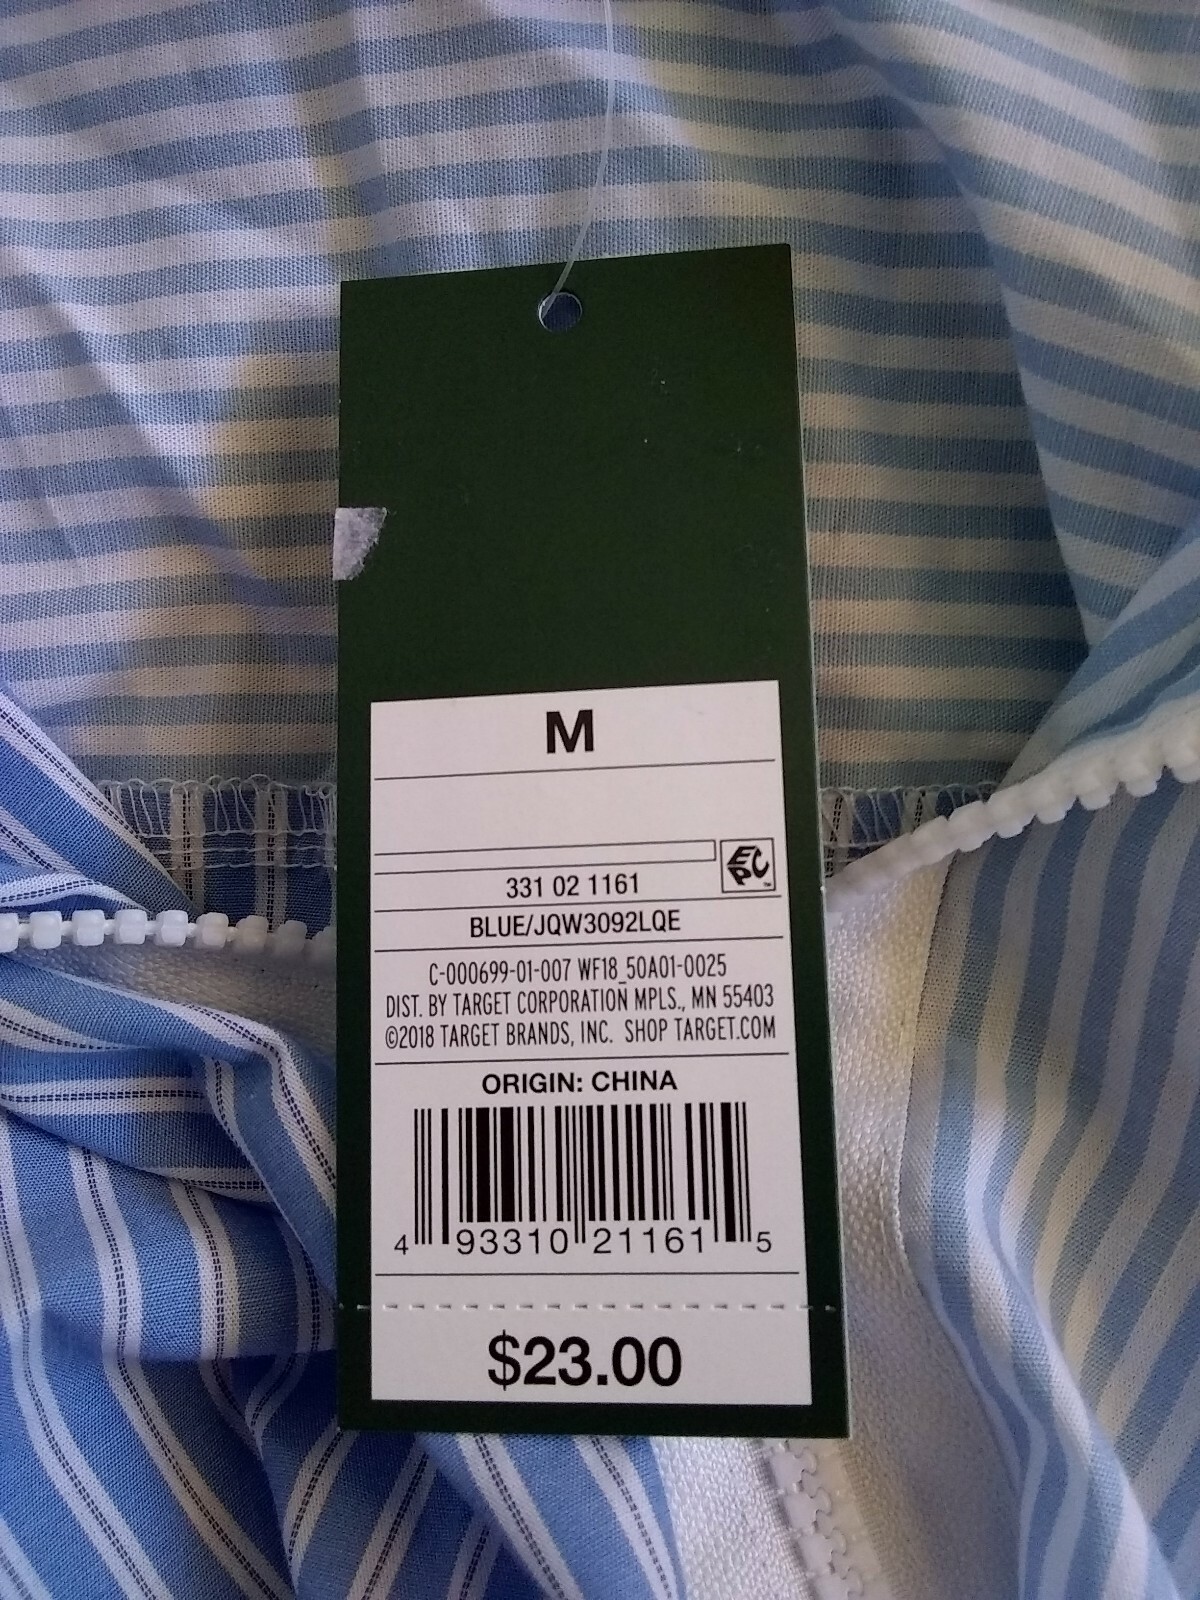 M
EPC™
331 02 1161
BLUE/JQW3092LQE
C-000699-01-007 WF18_50A01-0025
DIST. BY TARGET CORPORATION MPLS., MN 55403
©2018 TARGET BRANDS, INC. SHOP TARGET.COM
ORIGIN: CHINA
4 93310 21161 5
$23.00